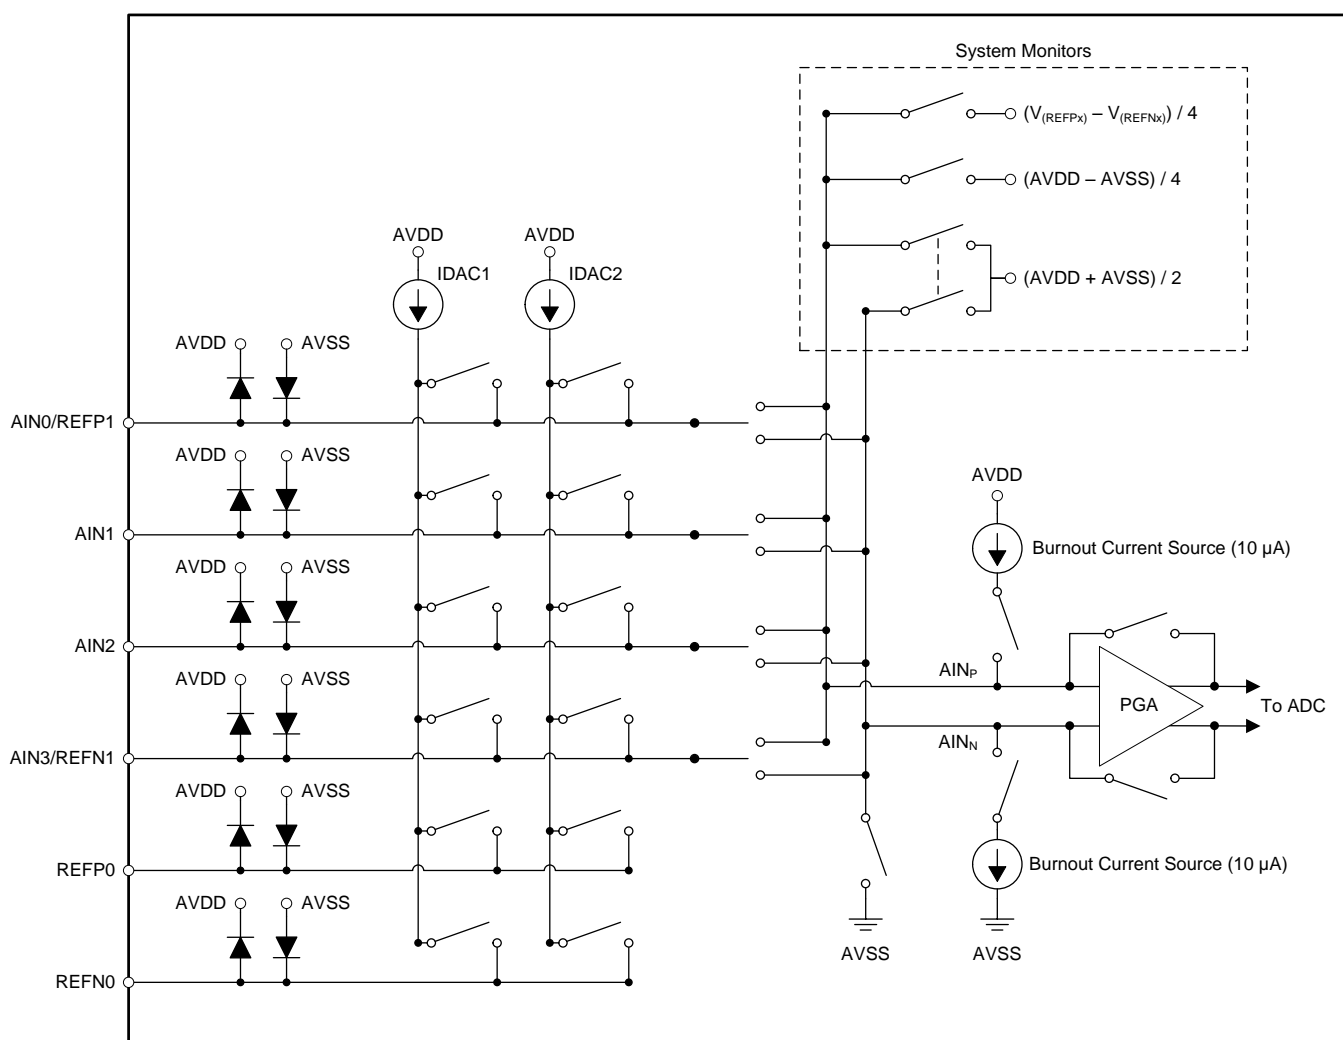 System Monitors
(V(REFPx) – V(REFNx)) / 4
(AVDD – AVSS) / 4
AVDD
AVDD
IDAC1
IDAC2
(AVDD + AVSS) / 2
AVDD
AVSS
AIN0/REFP1
AVDD
AVSS
AVDD
AIN1
Burnout Current Source (10 µA)
AVDD
AVSS
AIN2
AINP
AVDD
AVSS
PGA
To ADC
AINN
AIN3/REFN1
AVDD
AVSS
REFP0
Burnout Current Source (10 µA)
AVDD
AVSS
AVSS
AVSS
REFN0